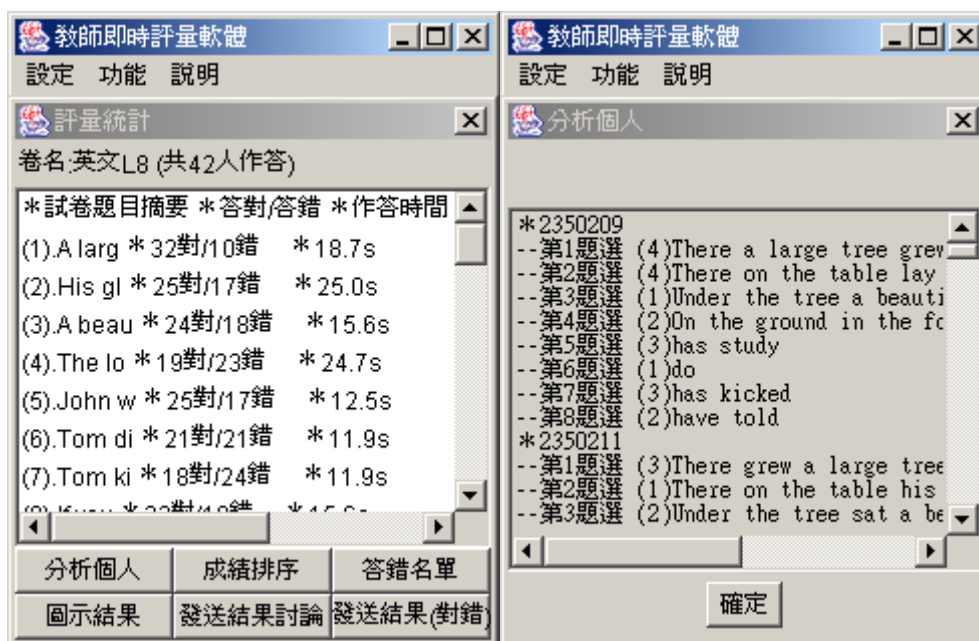 教師即時評量軟體
設定 功能 說明
評量統計
卷名:英文L8 (共42人作答)
*試卷題目摘要 *答對/答錯 *作答時間
(1).A larg *32對/10錯 *18.7s
(2).His gl *25對/17錯 *25.0s
(3).A beau *24對/18錯 *15.6s
(4).The lo *19對/23錯 *24.7s
(5).John w *25對/17錯 *12.5s
(6).Tom di *21對/21錯 *11.9s
(7).Tom ki *18對/24錯 *11.9s
分析個人 成績排序 答錯名單
圖示結果 發送結果討論 發送結果(對錯)
教師即時評量軟體
設定 功能 說明
分析個人
*2350209
--第1題選 (4)There a large tree grew
--第2題選 (4)There on the table lay
--第3題選 (1)Under the tree a beauti
--第4題選 (2)On the ground in the fo
--第5題選 (3)has study
--第6題選 (1)do
--第7題選 (3)has kicked
--第8題選 (2)have told
*2350211
--第1題選 (3)There grew a large tree
--第2題選 (1)There on the table his
--第3題選 (2)Under the tree sat a be
確定